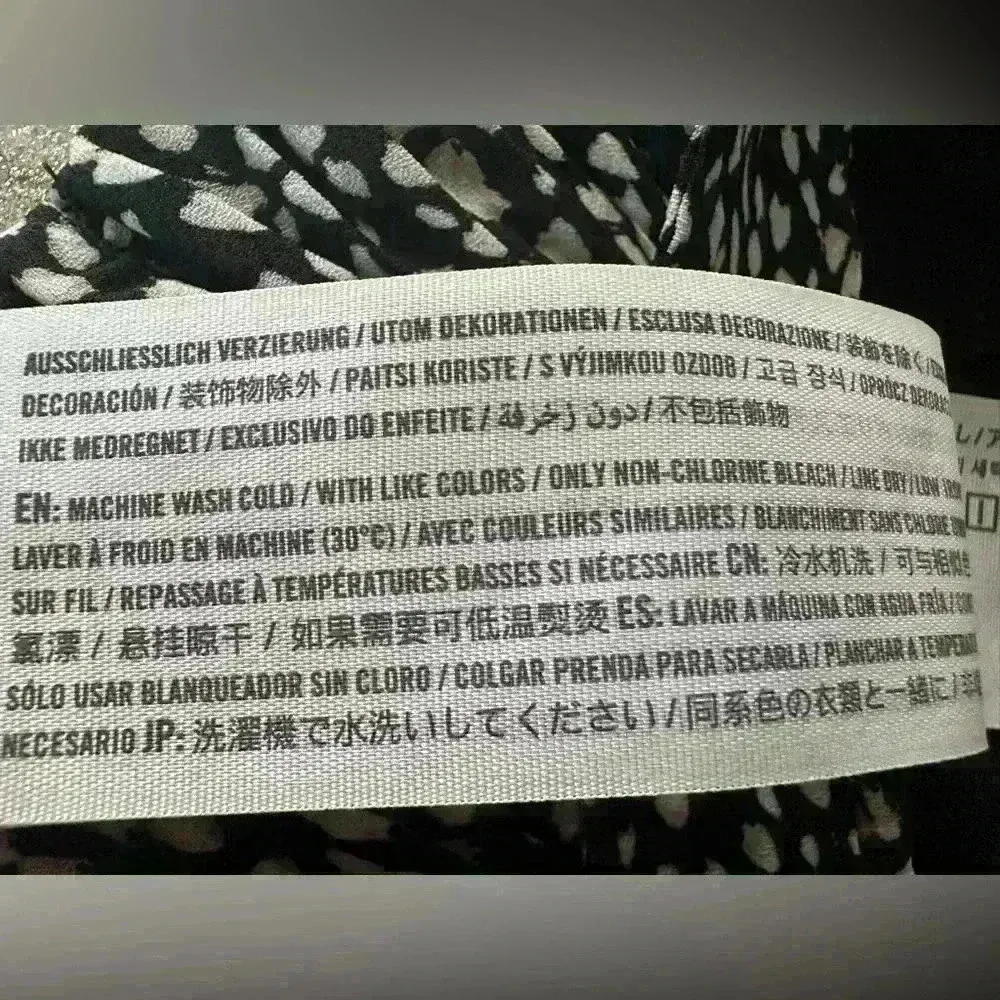 AUSSCHLIESSLICH VERZIERUNG / UTOM DEKORATIONEN / ESCLUSA DECORAZIONE / 装飾を除く /
DECORACIÓN / 装饰物除外 / PAITSI KORISTE / S VÝJIMKOU OZDOB / 고급 장식 / OPRÓCZ
IKKE MEDREGNET / EXCLUSIVO DO ENFEITE / دون زخرفة / 不包括飾物
EN: MACHINE WASH COLD / WITH LIKE COLORS / ONLY NON-CHLORINE BLEACH / LINE DRY / LOW
LAVER À FROID EN MACHINE (30°C) / AVEC COULEURS SIMILAIRES / BLANCHIMENT SANS CHLORE
SUR FIL / REPASSAGE À TEMPÉRATURES BASSES SI NÉCESSAIRE CN: 冷水机洗 / 可与相似
氯漂 / 悬挂晾干 / 如果需要可低温熨烫 ES: LAVAR A MÁQUINA CON AGUA FRÍA /
SÓLO USAR BLANQUEADOR SIN CLORO / COLGAR PRENDA PARA SECARLA / PLANCHAR A
NECESARIO JP: 洗濯機で水洗いしてください / 同系色の衣類と一緒に /